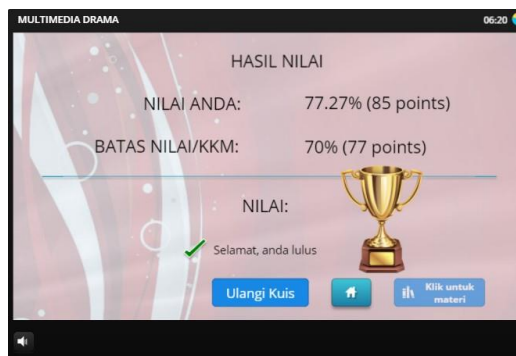 MULTIMEDIA DRAMA 06:20
HASIL NILAI
NILAI ANDA: 77.27% (85 points)
BATAS NILAI/KKM: 70% (77 points)
NILAI:
Selamat, anda lulus
Ulangi Kuis
Klik untuk
materi